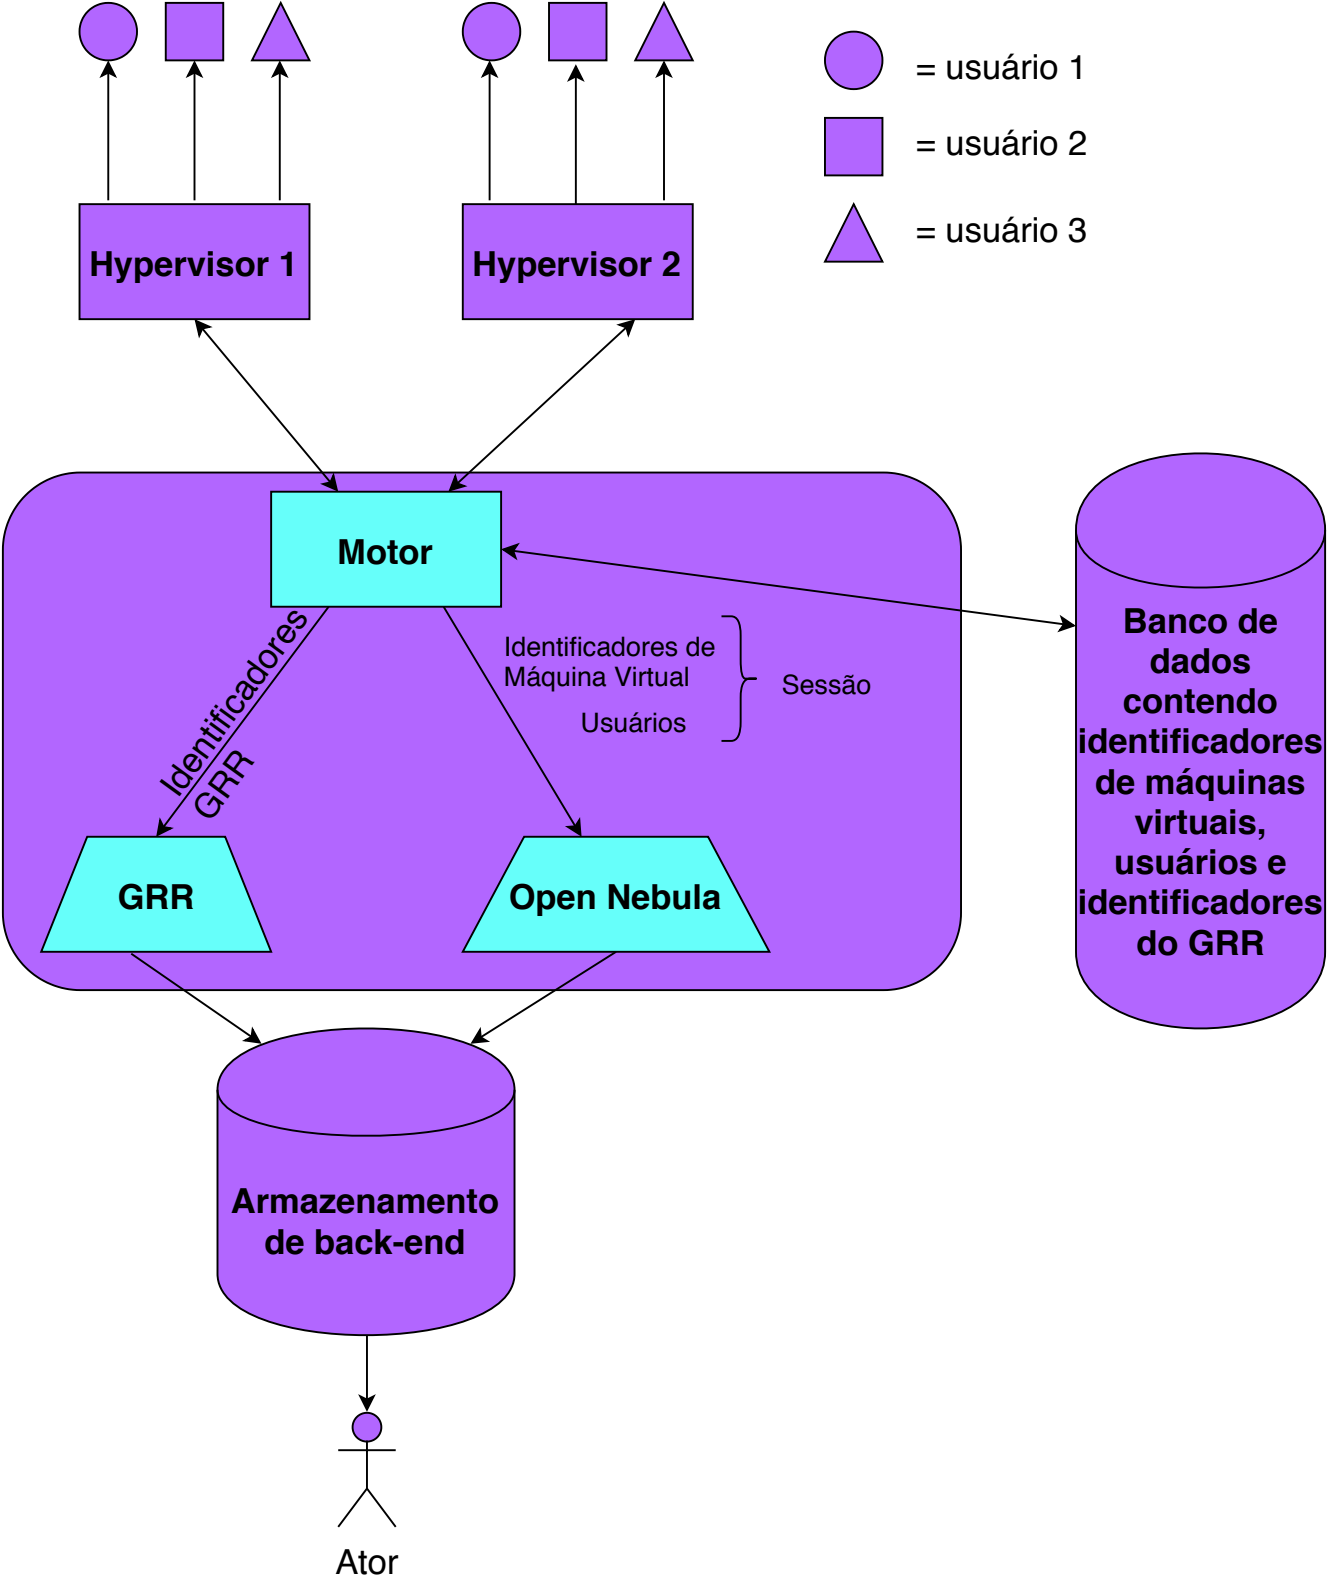 = usuário 1
= usuário 2
= usuário 3
Hypervisor 1
Hypervisor 2
Motor
Identificadores
GRR
Identificadores de
Máquina Virtual
Usuários
Sessão
Banco de
dados
contendo
identificadores
de máquinas
virtuais,
usuários e
identificadores
do GRR
GRR
Open Nebula
Armazenamento
de back-end
Ator